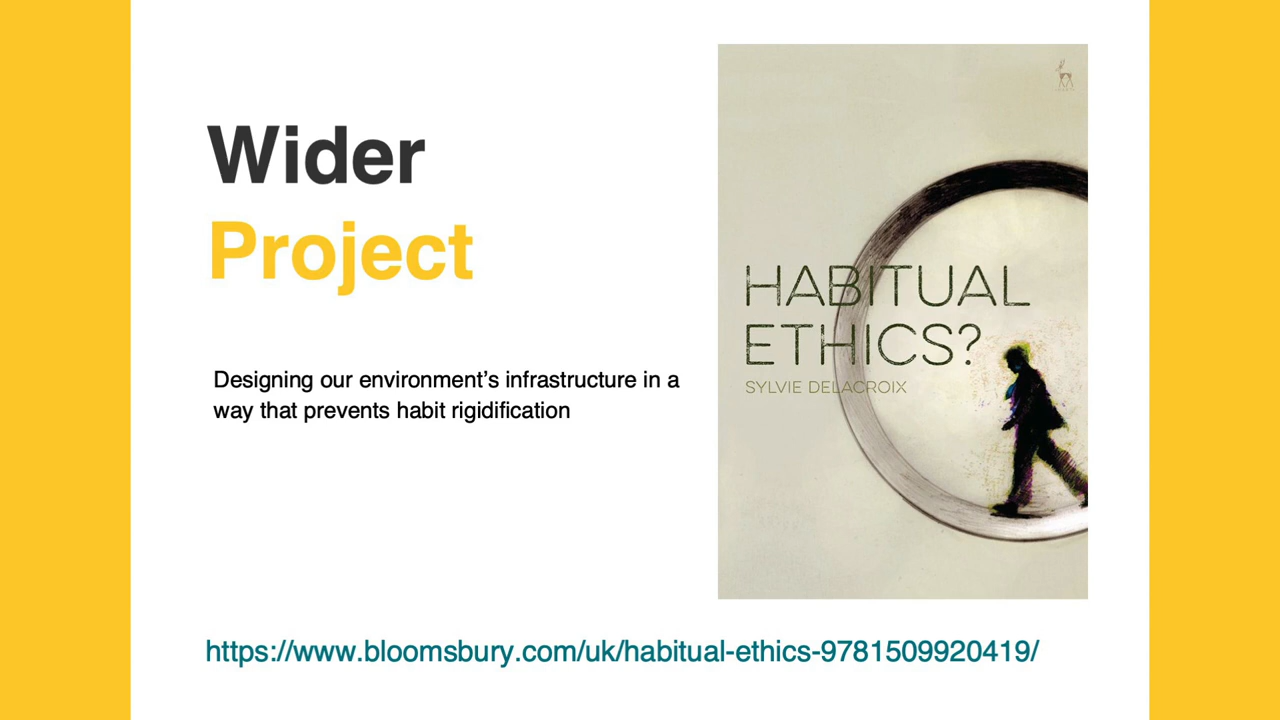 Wider
Project
Designing our environment’s infrastructure in a
way that prevents habit rigidification
HABITUAL
ETHICS?
SYLVIE DELACROIX
https://www.bloomsbury.com/uk/habitual-ethics-9781509920419/